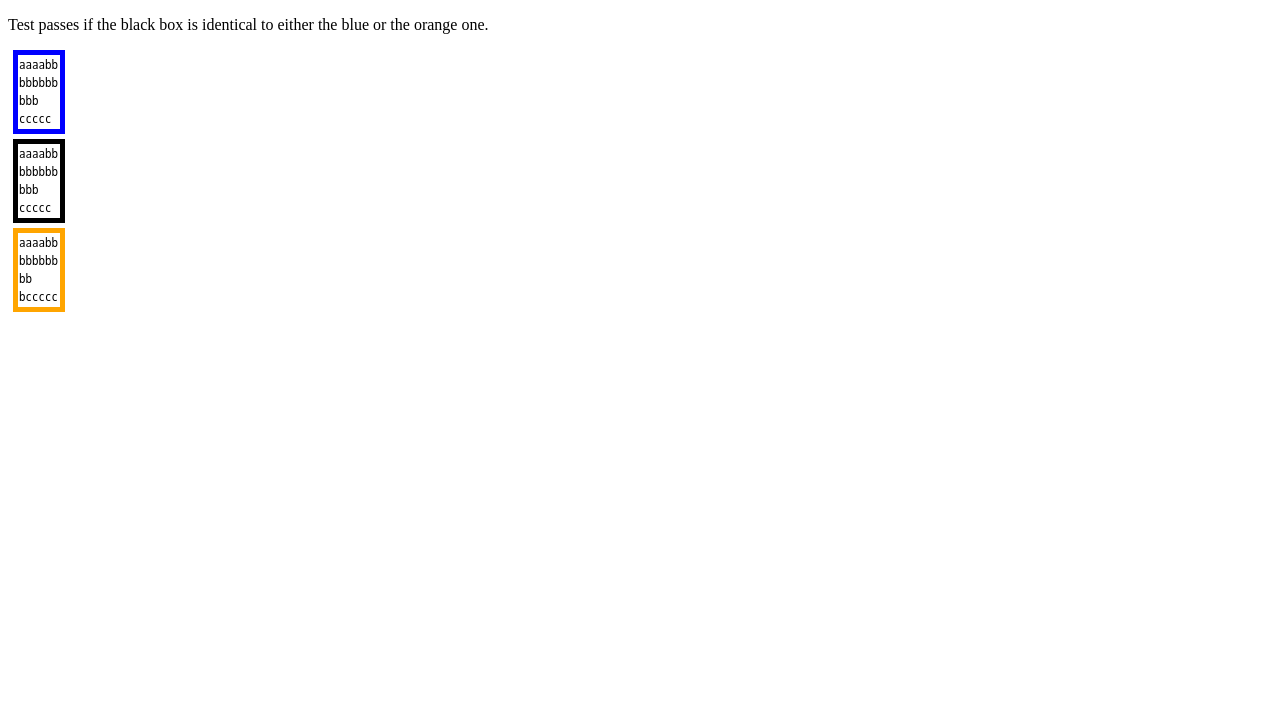 Test passes if the black box is identical to either the blue or the orange one.
aaaabb
bbbbbb
bbb
ccccc
aaaabb
bbbbbb
bbb
ccccc
aaaabb
bbbbbb
bb
bccccc